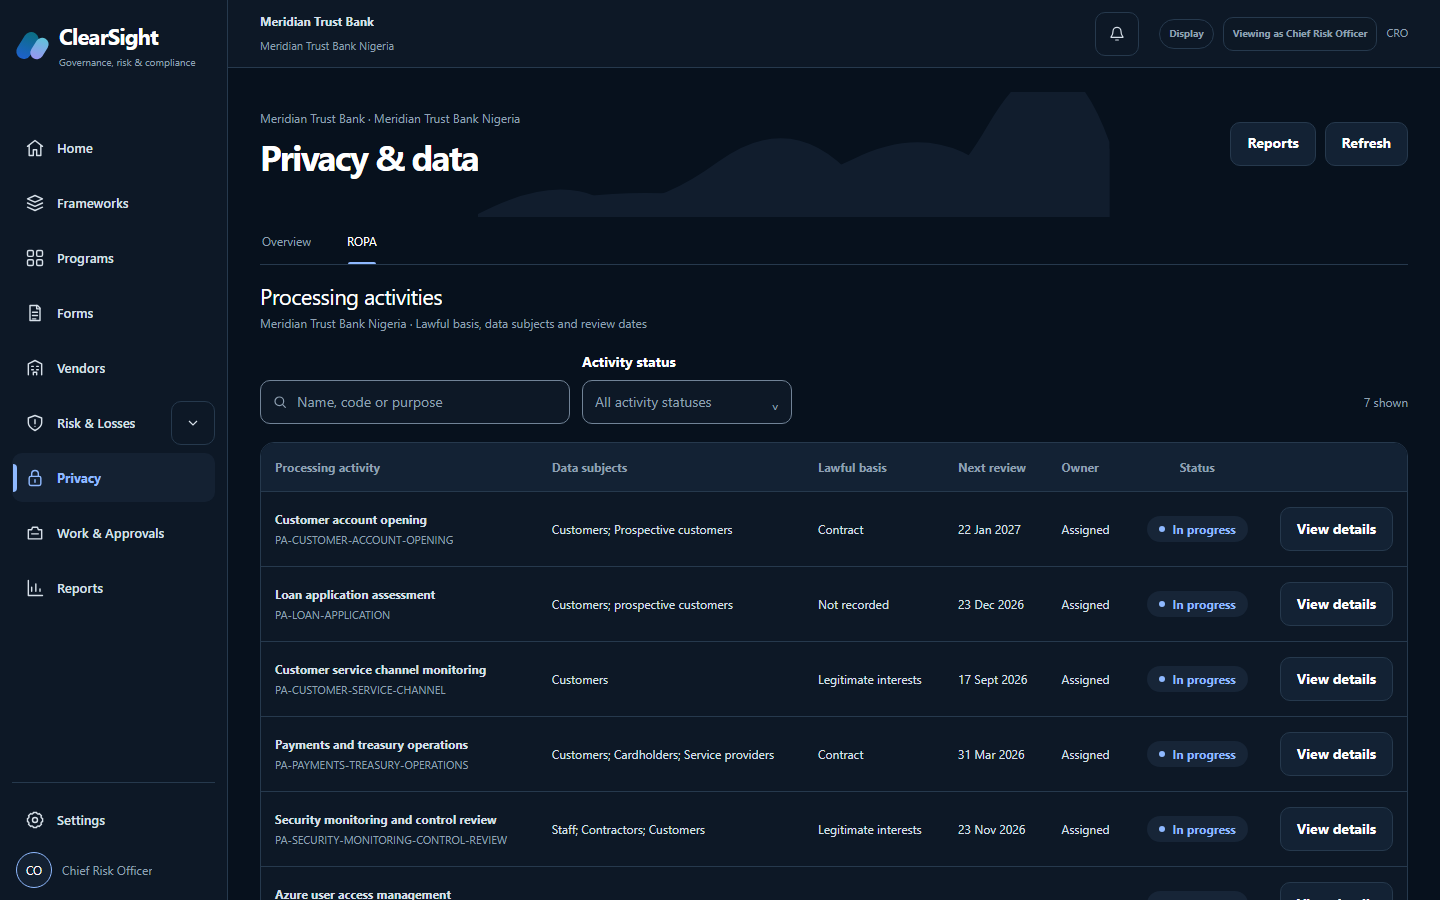 ClearSight
Governance, risk & compliance
Home
Frameworks
Programs
Forms
Vendors
Risk & Losses
Privacy
Work & Approvals
Reports
Settings
CO
Chief Risk Officer
Meridian Trust Bank
Meridian Trust Bank Nigeria
Display
Viewing as Chief Risk Officer
CRO
Meridian Trust Bank · Meridian Trust Bank Nigeria
Privacy & data
Reports
Refresh
Overview
ROPA
Processing activities
Meridian Trust Bank Nigeria · Lawful basis, data subjects and review dates
Activity status
Name, code or purpose
All activity statuses
7 shown
Processing activity Data subjects Lawful basis Next review Owner Status
Customer account opening
PA-CUSTOMER-ACCOUNT-OPENING
Customers; Prospective customers Contract 22 Jan 2027 Assigned In progress View details
Loan application assessment
PA-LOAN-APPLICATION
Customers; prospective customers Not recorded 23 Dec 2026 Assigned In progress View details
Customer service channel monitoring
PA-CUSTOMER-SERVICE-CHANNEL
Customers Legitimate interests 17 Sept 2026 Assigned In progress View details
Payments and treasury operations
PA-PAYMENTS-TREASURY-OPERATIONS
Customers; Cardholders; Service providers Contract 31 Mar 2026 Assigned In progress View details
Security monitoring and control review
PA-SECURITY-MONITORING-CONTROL-REVIEW
Staff; Contractors; Customers Legitimate interests 23 Nov 2026 Assigned In progress View details
Azure user access management